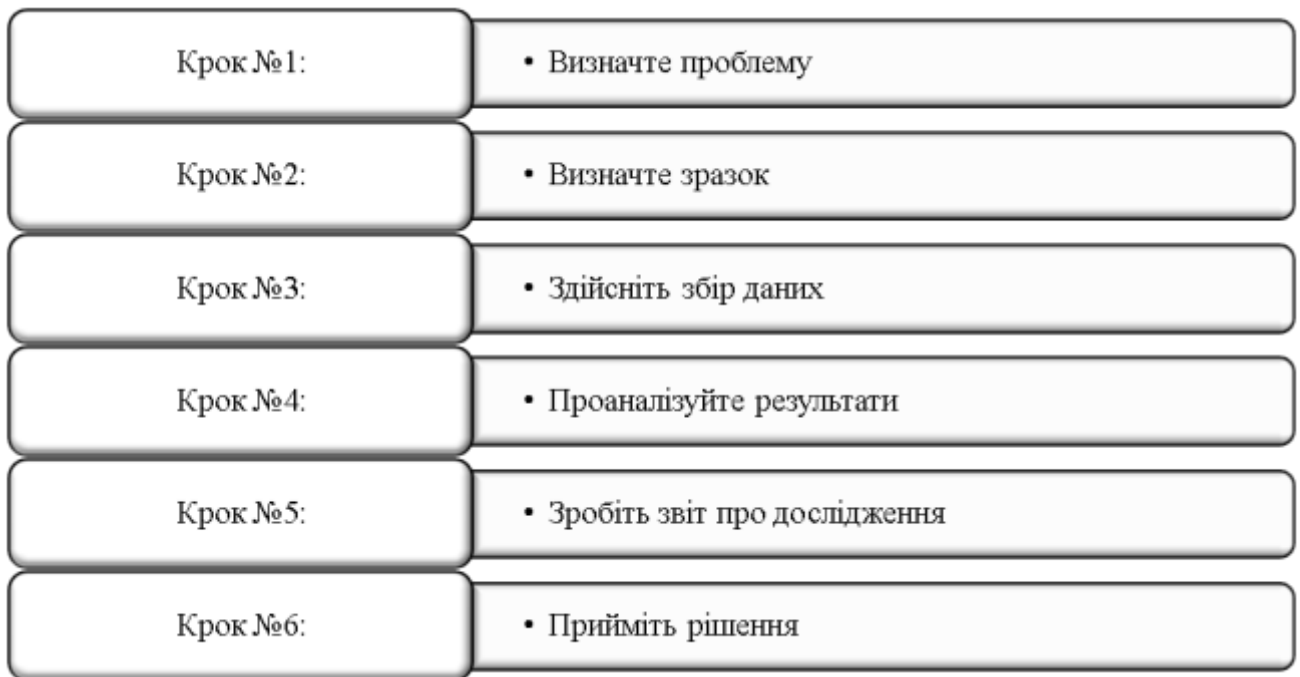 Крок №1:
• Визначте проблему
Крок №2:
• Визначте зразок
Крок №3:
• Здійсніть збір даних
Крок №4:
• Проаналізуйте результати
Крок №5:
• Зробіть звіт про дослідження
Крок №6:
• Прийміть рішення